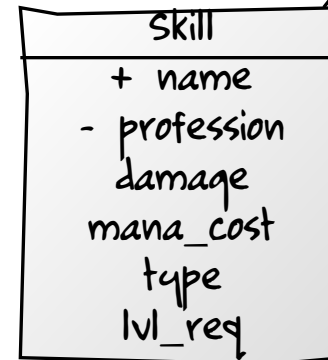 Skill
+ name
- profession
damage
mana_cost
type
lvl_req